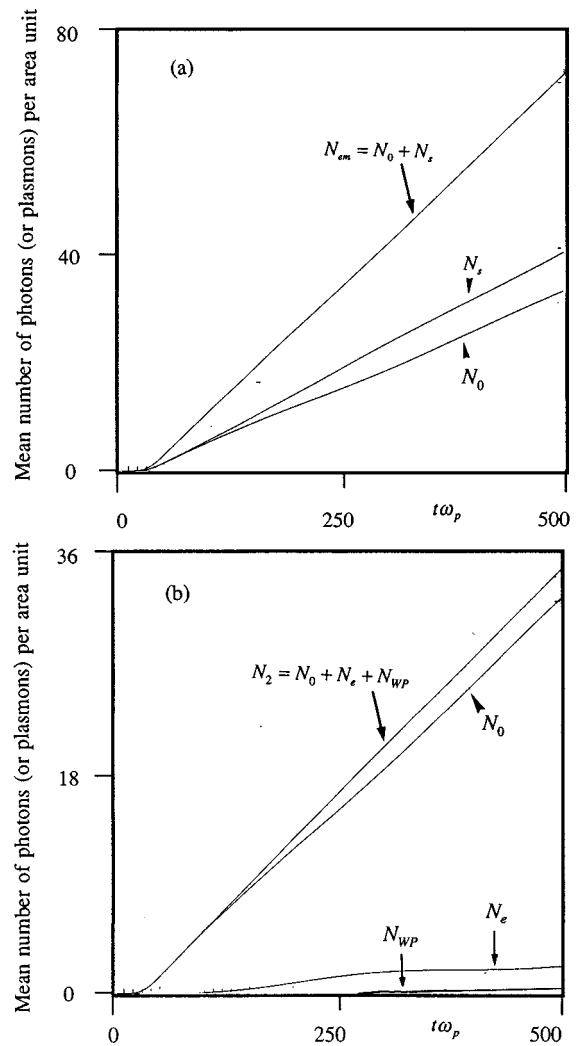 Mean number of photons (or plasmons) per area unit
80
(a)
N_em = N_0 + N_s
40
N_s
N_0
0
0
250
tω_p
500
Mean number of photons (or plasmons) per area unit
36
(b)
N_2 = N_0 + N_e + N_WP
N_0
18
N_WP
N_e
0
0
250
tω_p
500